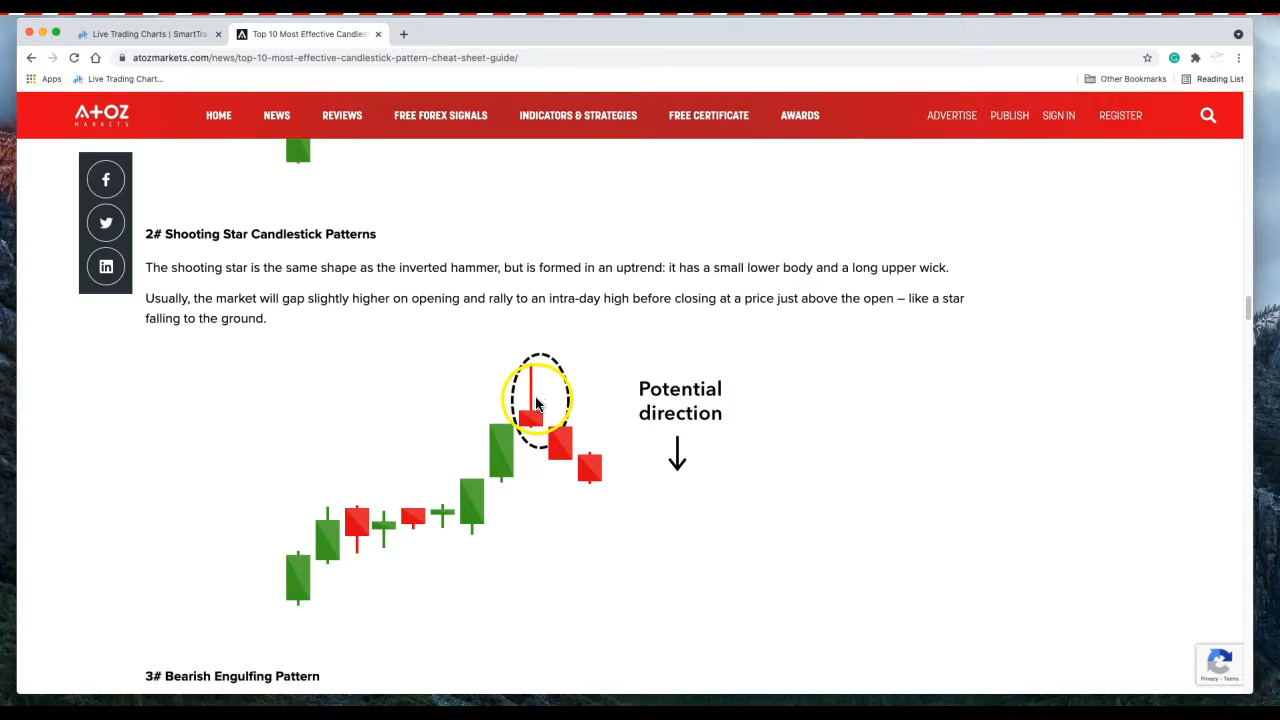 Live Trading Charts | SmartTra
Top 10 Most Effective Candles
atozmarkets.com/news/top-10-most-effective-candlestick-pattern-cheat-sheet-guide/
Apps
Live Trading Chart...
Other Bookmarks
Reading List
A+OZ
MARKETS
HOME
NEWS
REVIEWS
FREE FOREX SIGNALS
INDICATORS & STRATEGIES
FREE CERTIFICATE
AWARDS
ADVERTISE
PUBLISH
SIGN IN
REGISTER
2# Shooting Star Candlestick Patterns
The shooting star is the same shape as the inverted hammer, but is formed in an uptrend: it has a small lower body and a long upper wick.
Usually, the market will gap slightly higher on opening and rally to an intra-day high before closing at a price just above the open – like a star
falling to the ground.
Potential
direction
3# Bearish Engulfing Pattern
Privacy - Terms